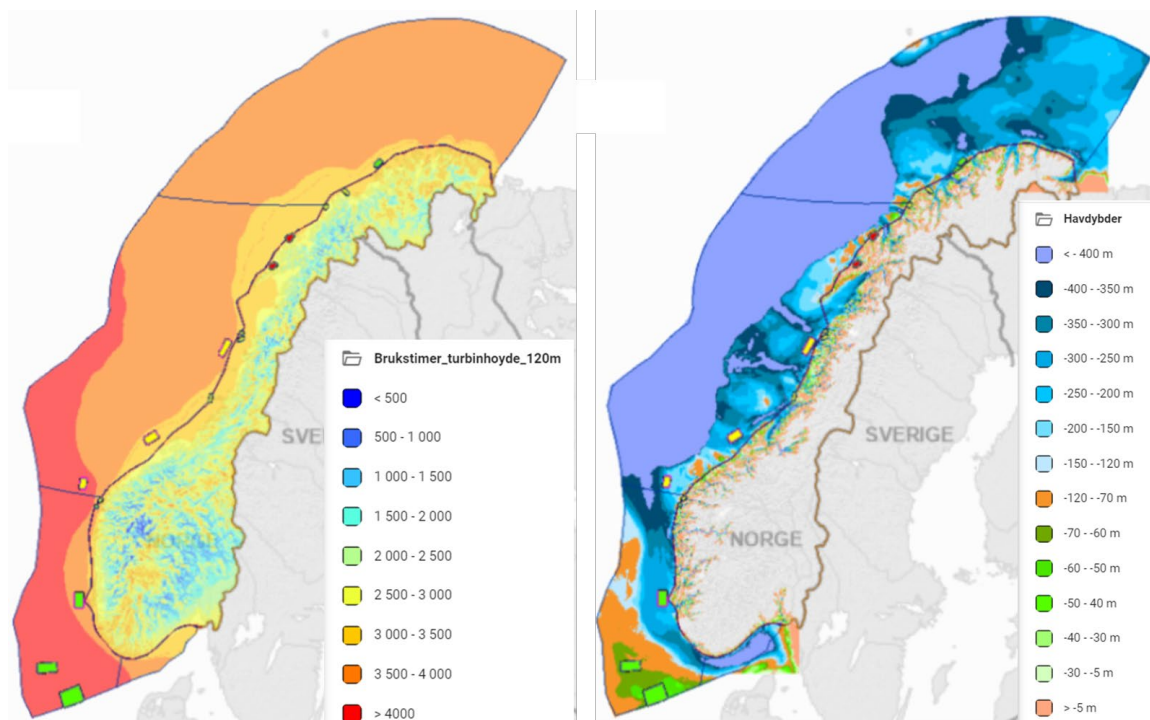 Brukstimer_turbinhoyde_120m
< 500
500 - 1 000
1 000 - 1 500
1 500 - 2 000
2 000 - 2 500
2 500 - 3 000
3 000 - 3 500
3 500 - 4 000
> 4000
SVE
NORGE
Havdybder
< - 400 m
-400 - -350 m
-350 - -300 m
-300 - -250 m
-250 - -200 m
-200 - -150 m
-150 - -120 m
-120 - -70 m
-70 - -60 m
-60 - -50 m
-50 - 40 m
-40 - -30 m
-30 - -5 m
> -5 m
SVERIGE
NORGE